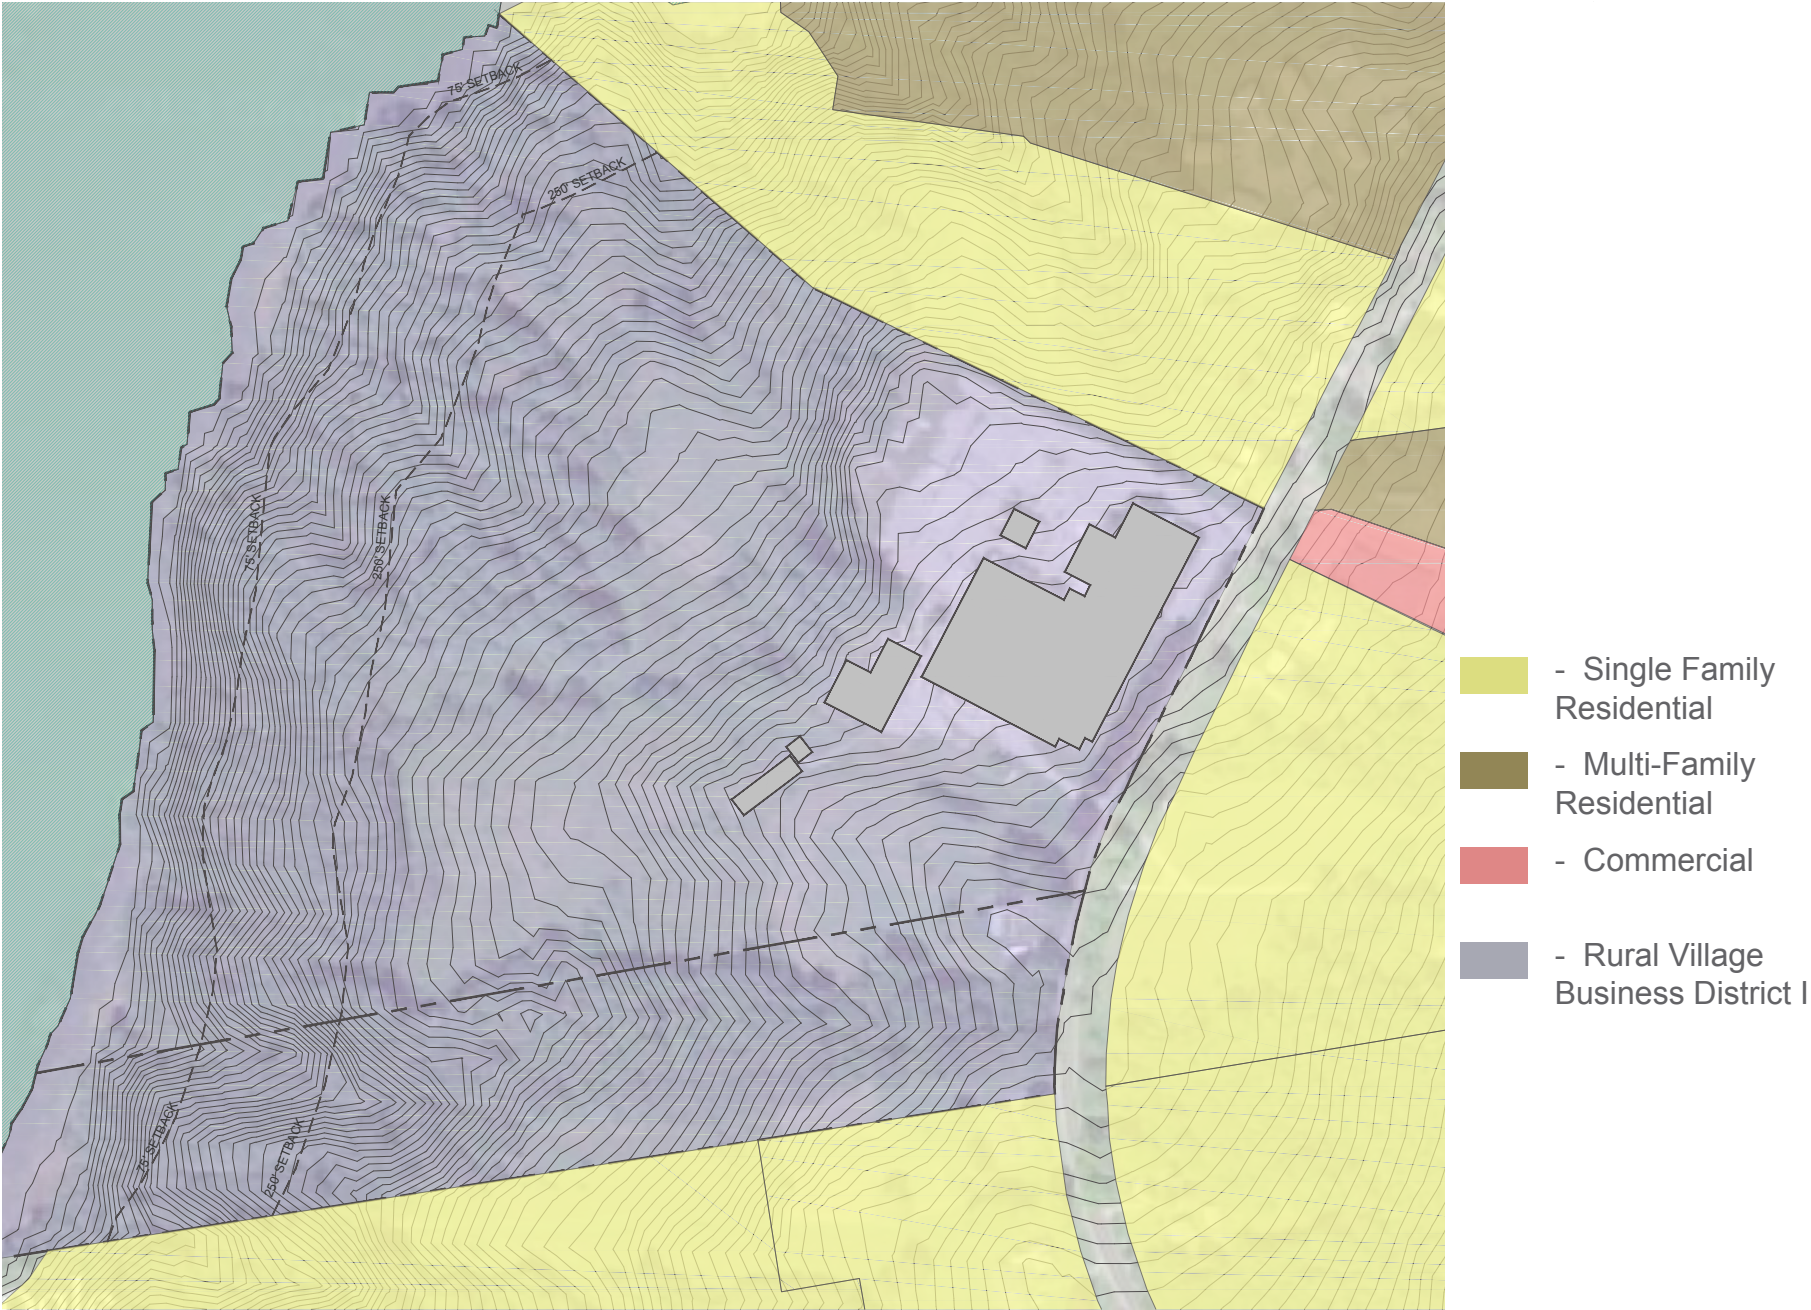 75' SETBACK
250' SETBACK
75' SETBACK
250' SETBACK
75' SETBACK
250' SETBACK
- Single Family
Residential
- Multi-Family
Residential
- Commercial
- Rural Village
Business District I